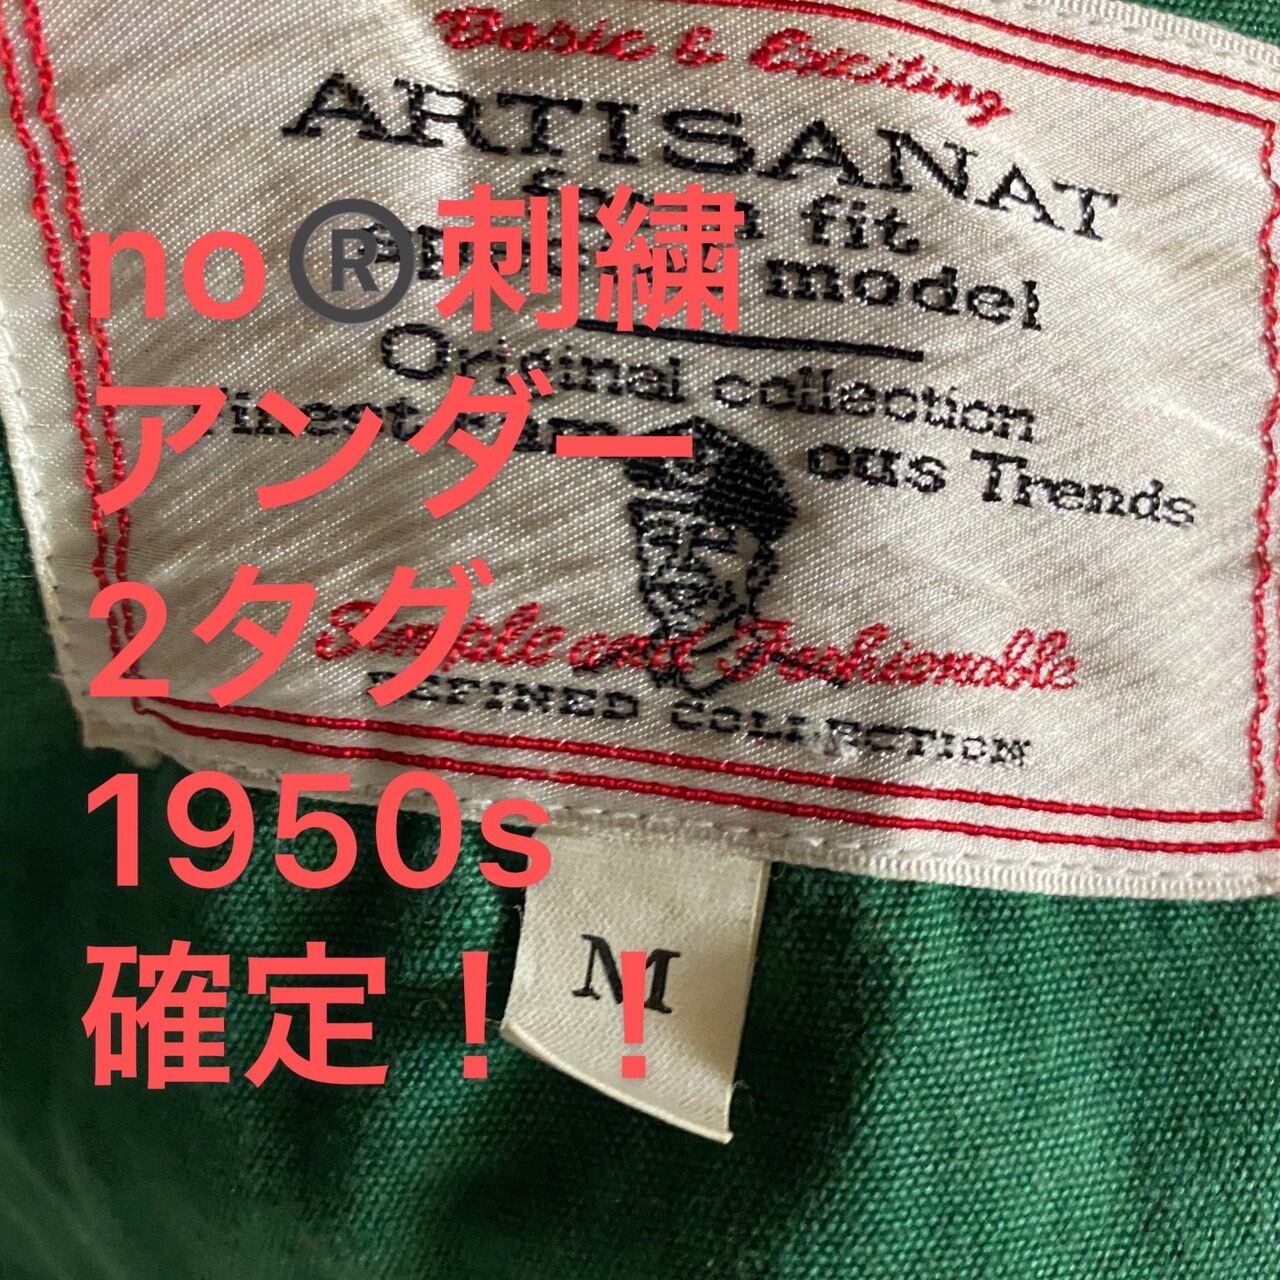 Basic & Exciting
ARTISANAT
fit
model
Original collection
ous Trends
Simple and Fashionable
REFINED COLLECTION
M
no®刺繍
アンダー
2タグ
1950s
確定！！